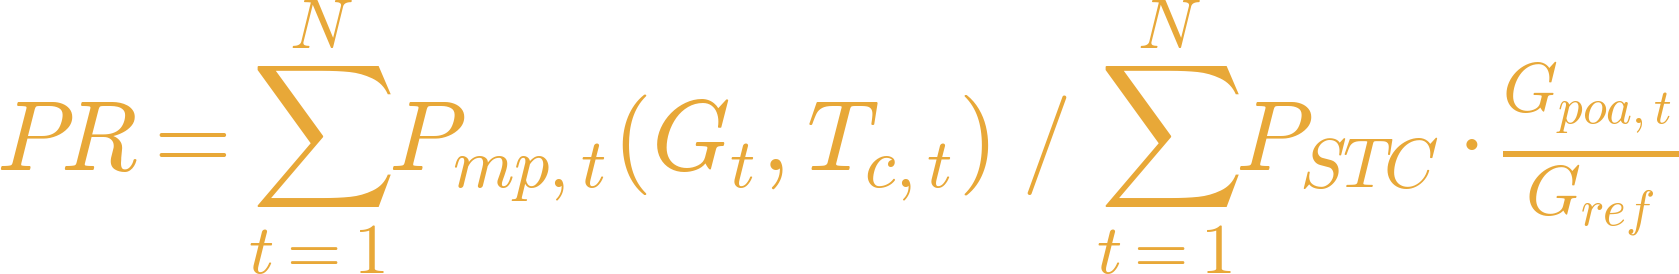 PR = \sum_{t=1}^{N} P_{mp,t}(G_t, T_{c,t}) / \sum_{t=1}^{N} P_{STC} \cdot \frac{G_{poa,t}}{G_{ref}}